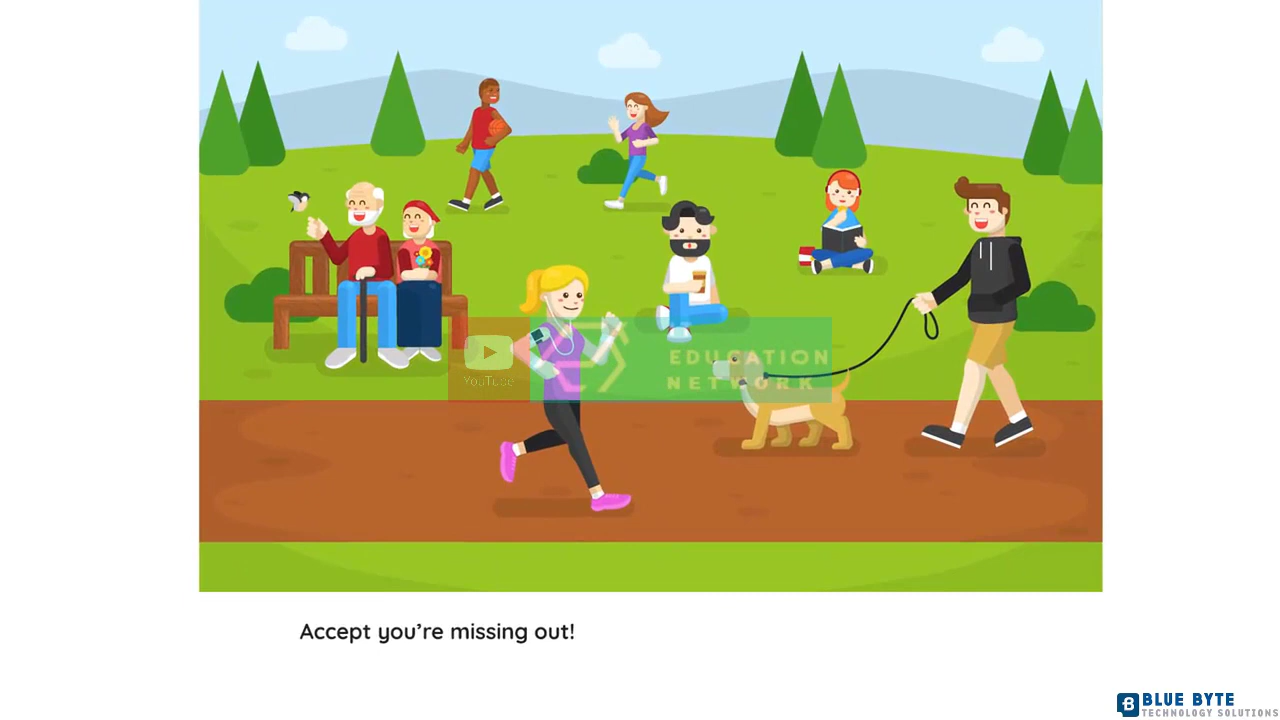 YouTube
EDUCATION
NETWORK
Accept you’re missing out!
BLUE BYTE
TECHNOLOGY SOLUTIONS